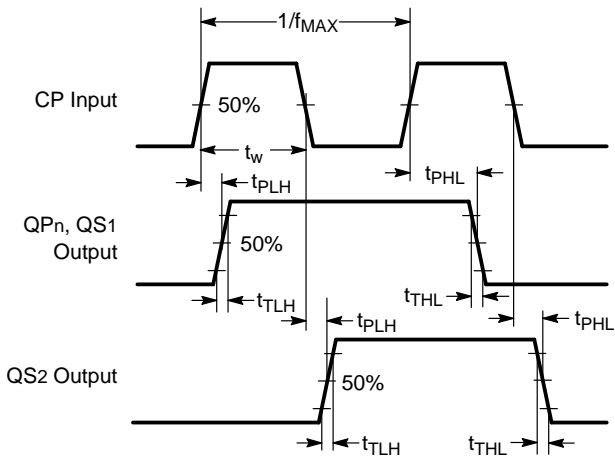 1/fMAX
CP Input
50%
tw
tPLH
tPHL
QPn, QS1
Output
50%
tTLH
tTHL
tPLH
tPHL
QS2 Output
50%
tTLH
tTHL